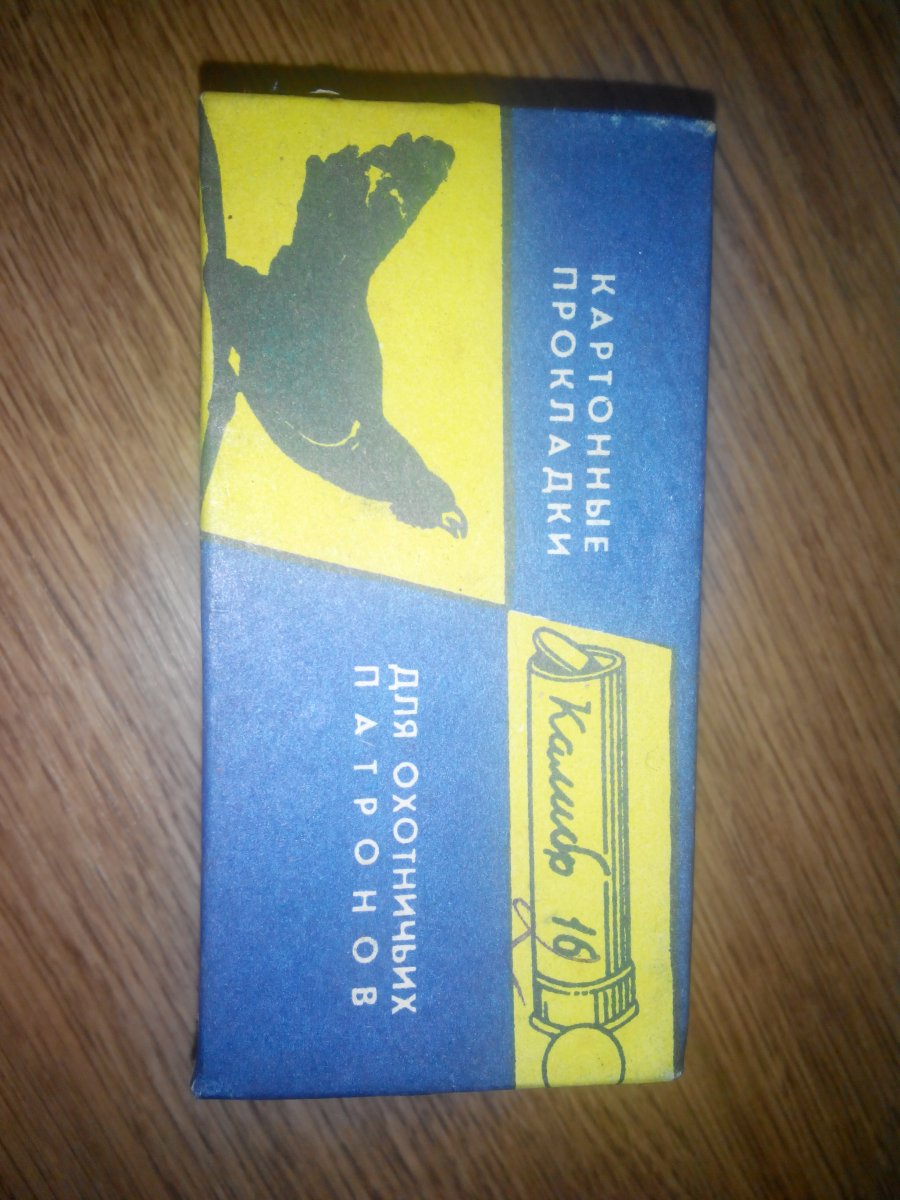 КАРТОННЫЕ
ПРОКЛАДКИ
Калибр 16
ДЛЯ ОХОТНИЧЬИХ
ПАТРОНОВ